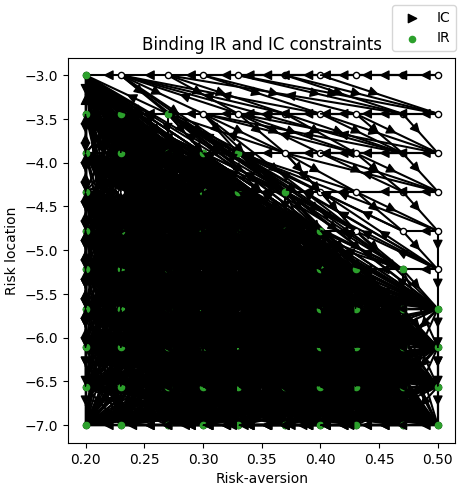 IC
IR
Binding IR and IC constraints
−3.0
−3.5
−4.0
−4.5
−5.0
−5.5
−6.0
−6.5
−7.0
Risk location
0.20 0.25 0.30 0.35 0.40 0.45 0.50
Risk-aversion